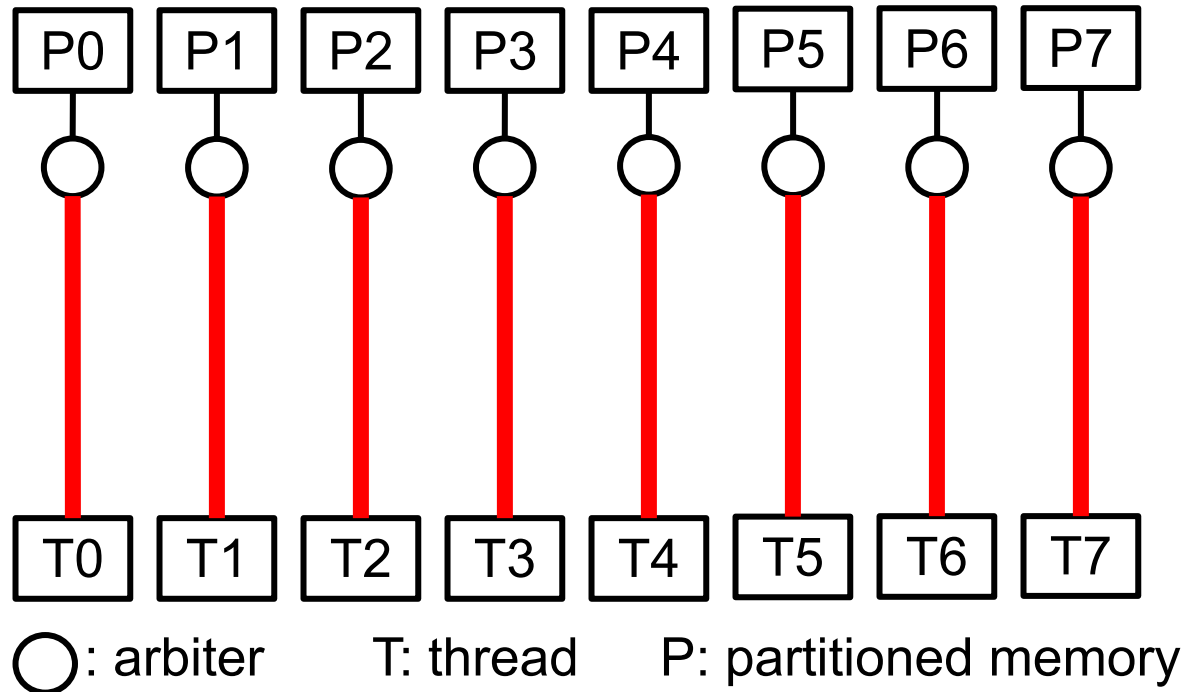 P0 P1 P2 P3 P4 P5 P6 P7
T0 T1 T2 T3 T4 T5 T6 T7
: arbiter T: thread P: partitioned memory